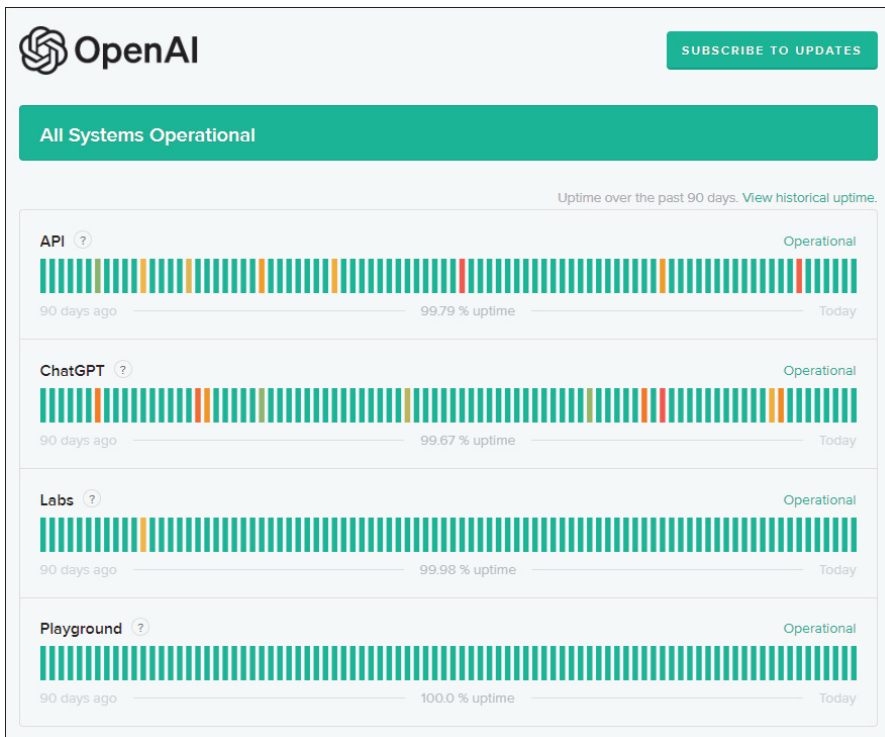 OpenAI
SUBSCRIBE TO UPDATES
All Systems Operational
Uptime over the past 90 days. View historical uptime.
API ? Operational
90 days ago 99.79 % uptime Today
ChatGPT ? Operational
90 days ago 99.67 % uptime Today
Labs ? Operational
90 days ago 99.98 % uptime Today
Playground ? Operational
90 days ago 100.0 % uptime Today